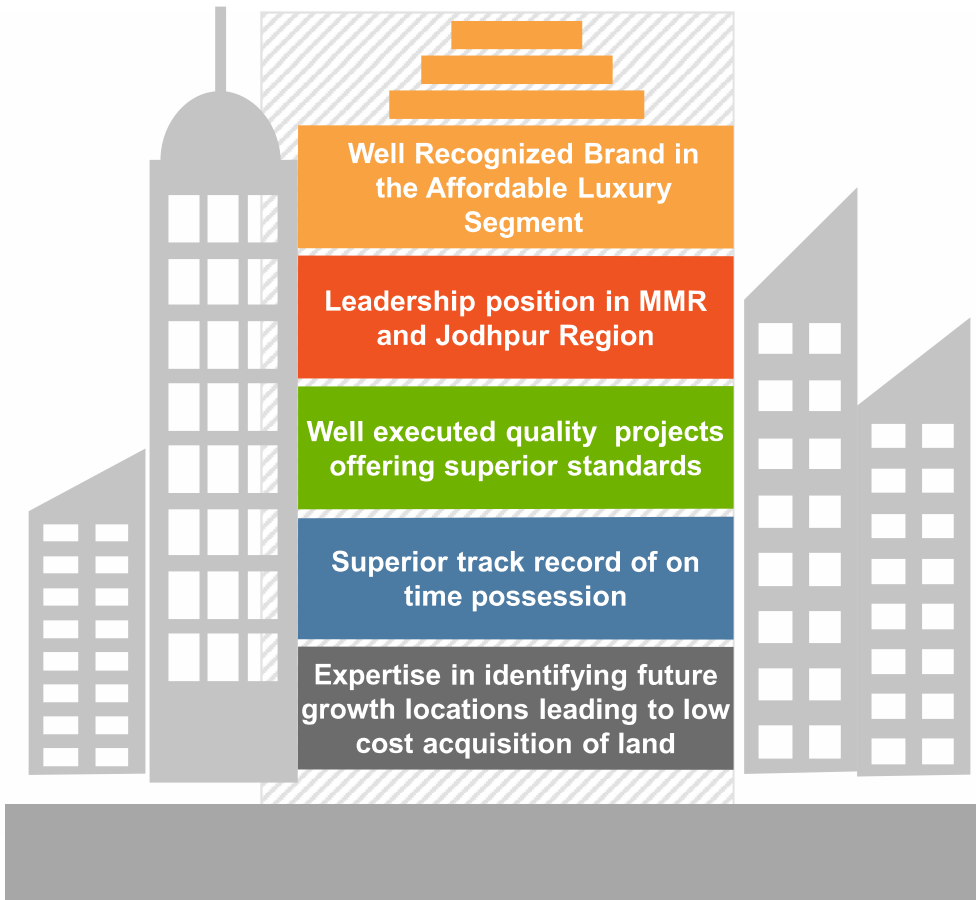 Well Recognized Brand in
the Affordable Luxury
Segment
Leadership position in MMR
and Jodhpur Region
Well executed quality  projects
offering superior standards
Superior track record of on
time possession
Expertise in identifying future
growth locations leading to low
cost acquisition of land